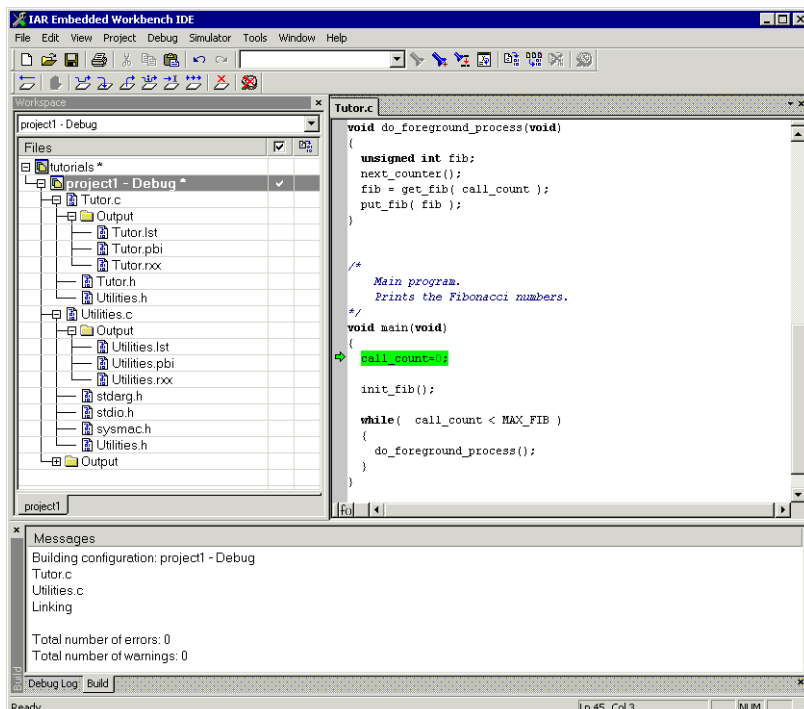 IAR Embedded Workbench IDE
File Edit View Project Debug Simulator Tools Window Help
Workspace
project1 - Debug
Files
tutorials *
project1 - Debug *
Tutor.c
Output
Tutor.lst
Tutor.pbi
Tutor.rxx
Tutor.h
Utilities.h
Utilities.c
Output
Utilities.lst
Utilities.pbi
Utilities.rxx
stdarg.h
stdio.h
sysmac.h
Utilities.h
Output
project1
Tutor.c
void do_foreground_process(void)
{
unsigned int fib;
next_counter();
fib = get_fib( call_count );
put_fib( fib );
}
/*
Main program.
Prints the Fibonacci numbers.
*/
void main(void)
{
call_count=0;
init_fib();
while( call_count < MAX_FIB )
{
do_foreground_process();
}
}
Messages
Building configuration: project1 - Debug
Tutor.c
Utilities.c
Linking
Total number of errors: 0
Total number of warnings: 0
Build
Debug Log Build
Ready Ln 45, Col 3 NUM